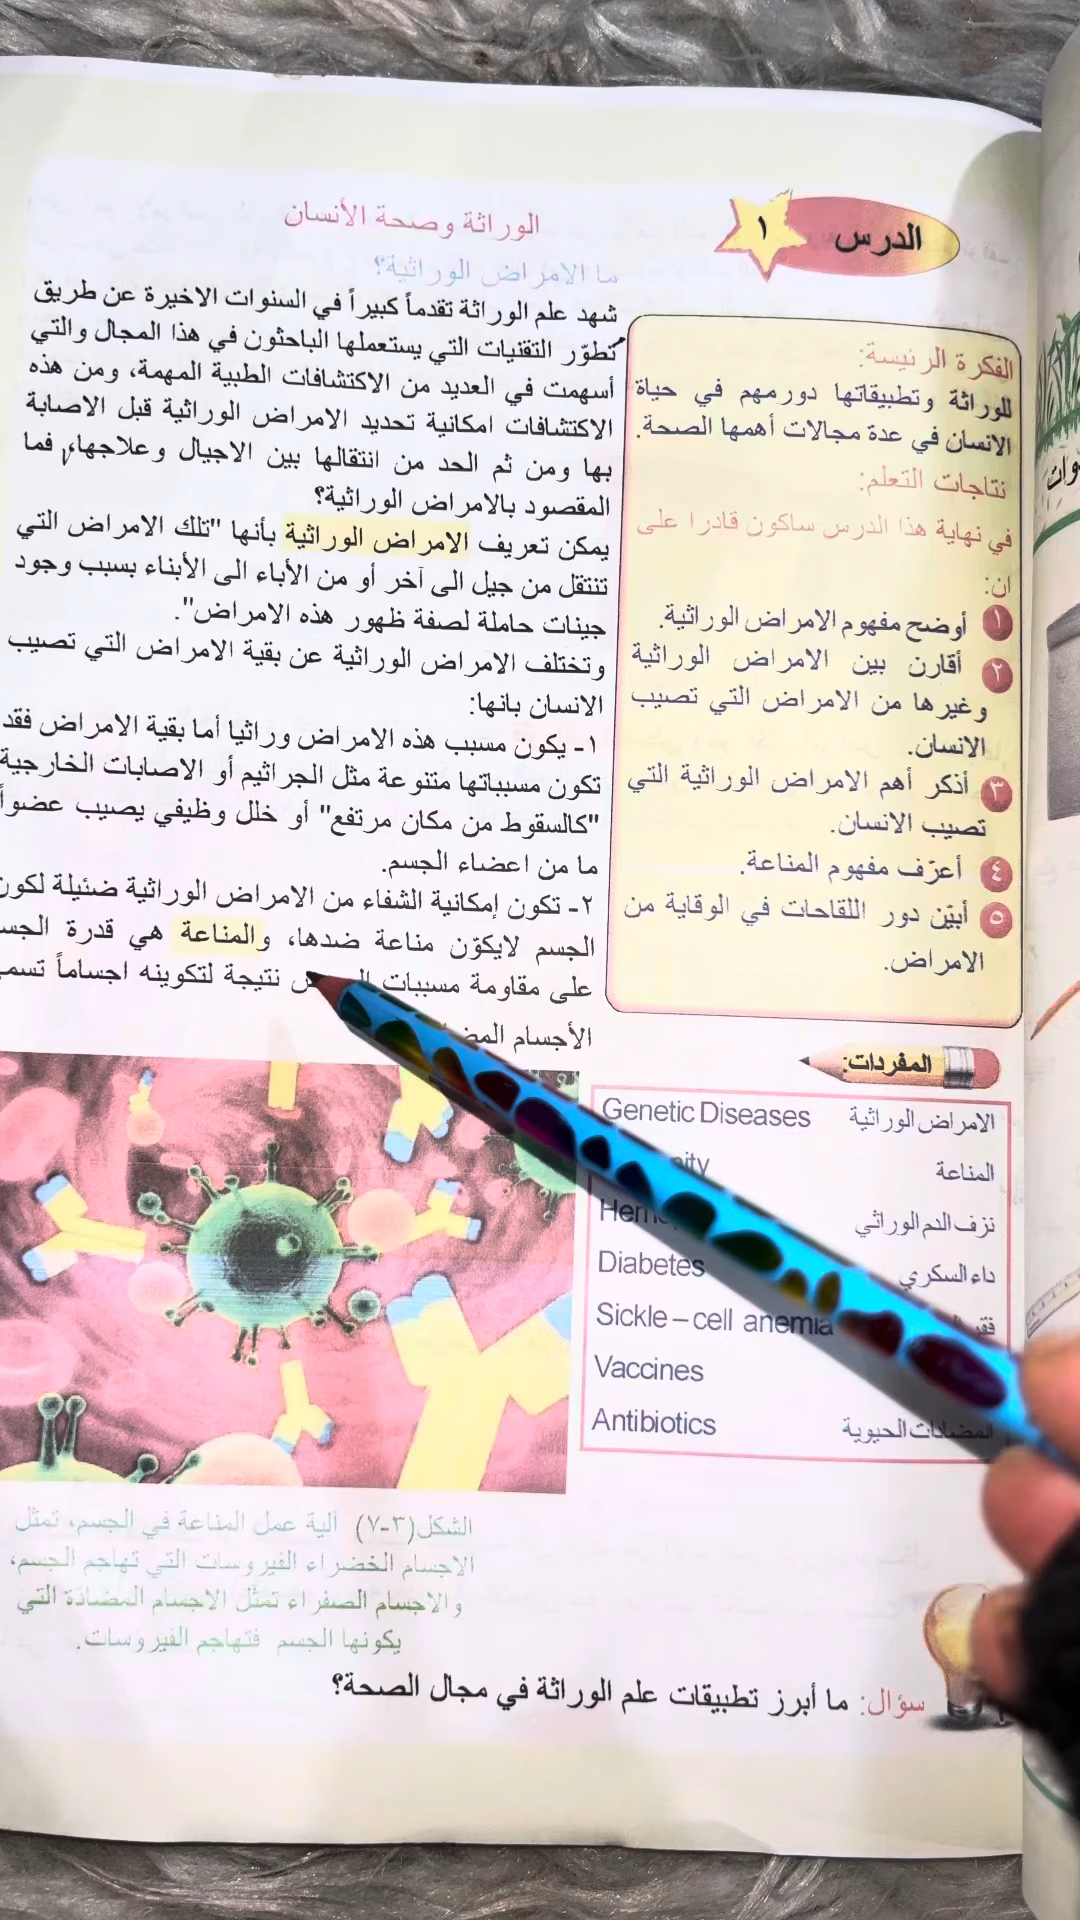 الدرس ١
الوراثة وصحة الأنسان
ما الامراض الوراثية؟
شهد علم الوراثة تقدماً كبيراً في السنوات الاخيرة عن طريق
تطوّر التقنيات التي يستعملها الباحثون في هذا المجال والتي
أسهمت في العديد من الاكتشافات الطبية المهمة، ومن هذه
الاكتشافات امكانية تحديد الامراض الوراثية قبل الاصابة
بها ومن ثم الحد من انتقالها بين الاجيال وعلاجها، فما
المقصود بالامراض الوراثية؟
يمكن تعريف الامراض الوراثية بأنها "تلك الامراض التي
تنتقل من جيل الى آخر أو من الأباء الى الأبناء بسبب وجود
جينات حاملة لصفة ظهور هذه الامراض".
وتختلف الامراض الوراثية عن بقية الامراض التي تصيب
الانسان بانها:
١- يكون مسبب هذه الامراض وراثيا أما بقية الامراض فقد
تكون مسبباتها متنوعة مثل الجراثيم أو الاصابات الخارجية
"كالسقوط من مكان مرتفع" أو خلل وظيفي يصيب عضواً
ما من اعضاء الجسم.
٢- تكون إمكانية الشفاء من الامراض الوراثية ضئيلة لكون
الجسم لايكوّن مناعة ضدها، والمناعة هي قدرة
على مقاومة مسببات نتيجة لتكوينه اجساماً
الأجسام
الفكرة الرئيسة:
للوراثة وتطبيقاتها دورمهم في حياة
الانسان في عدة مجالات أهمها الصحة.
نتاجات التعلم:
في نهاية هذا الدرس ساكون قادرا على
ان:
١ أوضح مفهوم الامراض الوراثية.
٢ أقارن بين الامراض الوراثية
وغيرها من الامراض التي تصيب
الانسان.
٣ أذكر أهم الامراض الوراثية التي
تصيب الانسان.
٤ أعرّف مفهوم المناعة.
٥ أبيّن دور اللقاحات في الوقاية من
الامراض.
المفردات:
الامراض الوراثية Genetic Diseases
المناعة
نزف الدم الوراثي
داء السكري Diabetes
Sickle – cell anemia
Vaccines
المضادات الحيوية Antibiotics
الشكل (٣-٧) آلية عمل المناعة في الجسم، تمثل
الاجسام الخضراء الفيروسات التي تهاجم الجسم،
والاجسام الصفراء تمثل الاجسام المضادة التي
يكونها الجسم فتهاجم الفيروسات.
سؤال: ما أبرز تطبيقات علم الوراثة في مجال الصحة؟